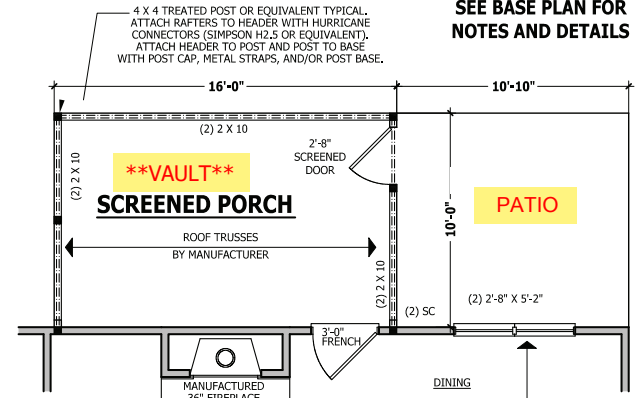 4 X 4 TREATED POST OR EQUIVALENT TYPICAL.
ATTACH RAFTERS TO HEADER WITH HURRICANE
CONNECTORS (SIMPSON H2.5 OR EQUIVALENT).
ATTACH HEADER TO POST AND POST TO BASE
WITH POST CAP, METAL STRAPS, AND/OR POST BASE.
SEE BASE PLAN FOR
NOTES AND DETAILS
16'-0"
10'-10"
(2) 2 X 10
2'-8"
SCREENED
DOOR
(2) 2 X 10
**VAULT**
SCREENED PORCH
PATIO
10'-0"
ROOF TRUSSES
BY MANUFACTURER
(2) 2 X 10
(2) SC
(2) 2'-8" X 5'-2"
3'-0"
FRENCH
MANUFACTURED
36" FIREPLACE
DINING